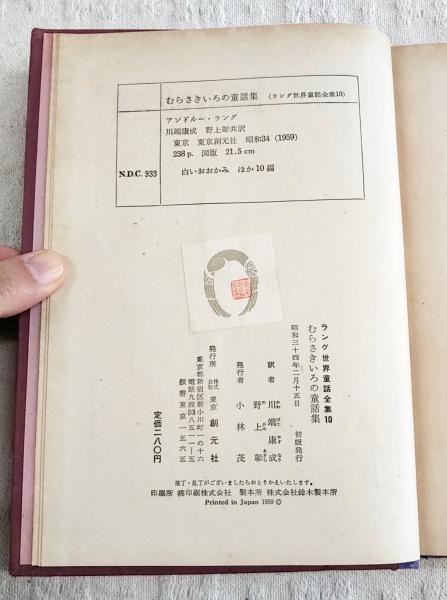 むらさきいろの童話集 (ラング世界童話全集10)
アンドルー・ラング
川端康成 野上彰共訳
東京 東京創元社 昭和34 (1959)
238p. 図版 21.5cm
N.D.C. 933
白いおおかみ ほか10編
ラング世界童話全集10
むらさきいろの童話集
昭和三十四年二月十五日 初版発行
訳者 川端康成
野上彰
発行者 小林茂
発行所 株式会社 東京創元社
東京都新宿区新小川町一の十六
電話九段(33)八五一一―五
振替東京一五六五
定価二八〇円
落丁・乱丁がございましたらおとりかえいたします。
印刷所 錦印刷株式会社 製本所 株式会社鈴木製本所
Printed in Japan 1959 ©